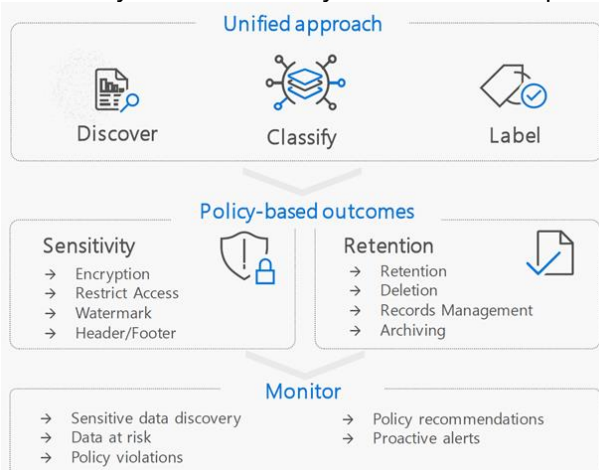 Unified approach
Discover
Classify
Label
Policy-based outcomes
Sensitivity
→ Encryption
→ Restrict Access
→ Watermark
→ Header/Footer
Retention
→ Retention
→ Deletion
→ Records Management
→ Archiving
Monitor
→ Sensitive data discovery
→ Data at risk
→ Policy violations
→ Policy recommendations
→ Proactive alerts